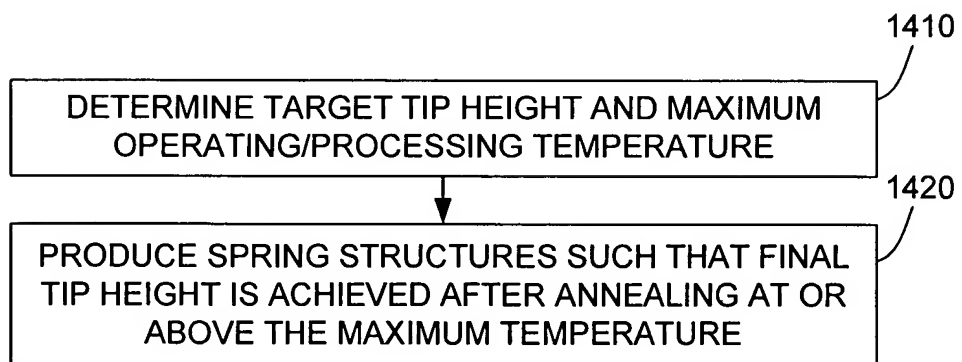 1410
DETERMINE TARGET TIP HEIGHT AND MAXIMUM
OPERATING/PROCESSING TEMPERATURE
1420
PRODUCE SPRING STRUCTURES SUCH THAT FINAL
TIP HEIGHT IS ACHIEVED AFTER ANNEALING AT OR
ABOVE THE MAXIMUM TEMPERATURE